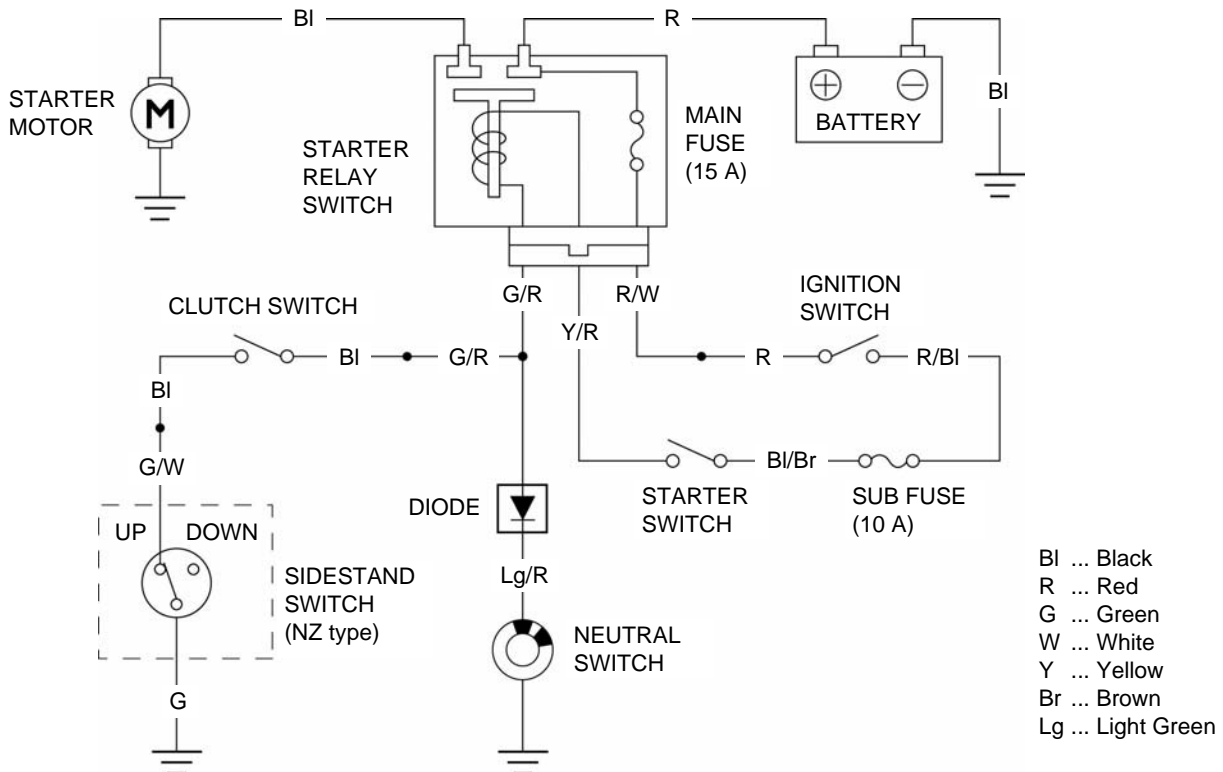 Bl
R
STARTER
MOTOR
M
STARTER
RELAY
SWITCH
MAIN
FUSE
(15 A)
BATTERY
Bl
G/R
R/W
Y/R
CLUTCH SWITCH
IGNITION
SWITCH
Bl
G/R
R
R/Bl
Bl
G/W
Bl/Br
STARTER
SWITCH
SUB FUSE
(10 A)
DIODE
UP
DOWN
SIDESTAND
SWITCH
(NZ type)
Lg/R
NEUTRAL
SWITCH
G
Bl ... Black
R ... Red
G ... Green
W ... White
Y ... Yellow
Br ... Brown
Lg ... Light Green